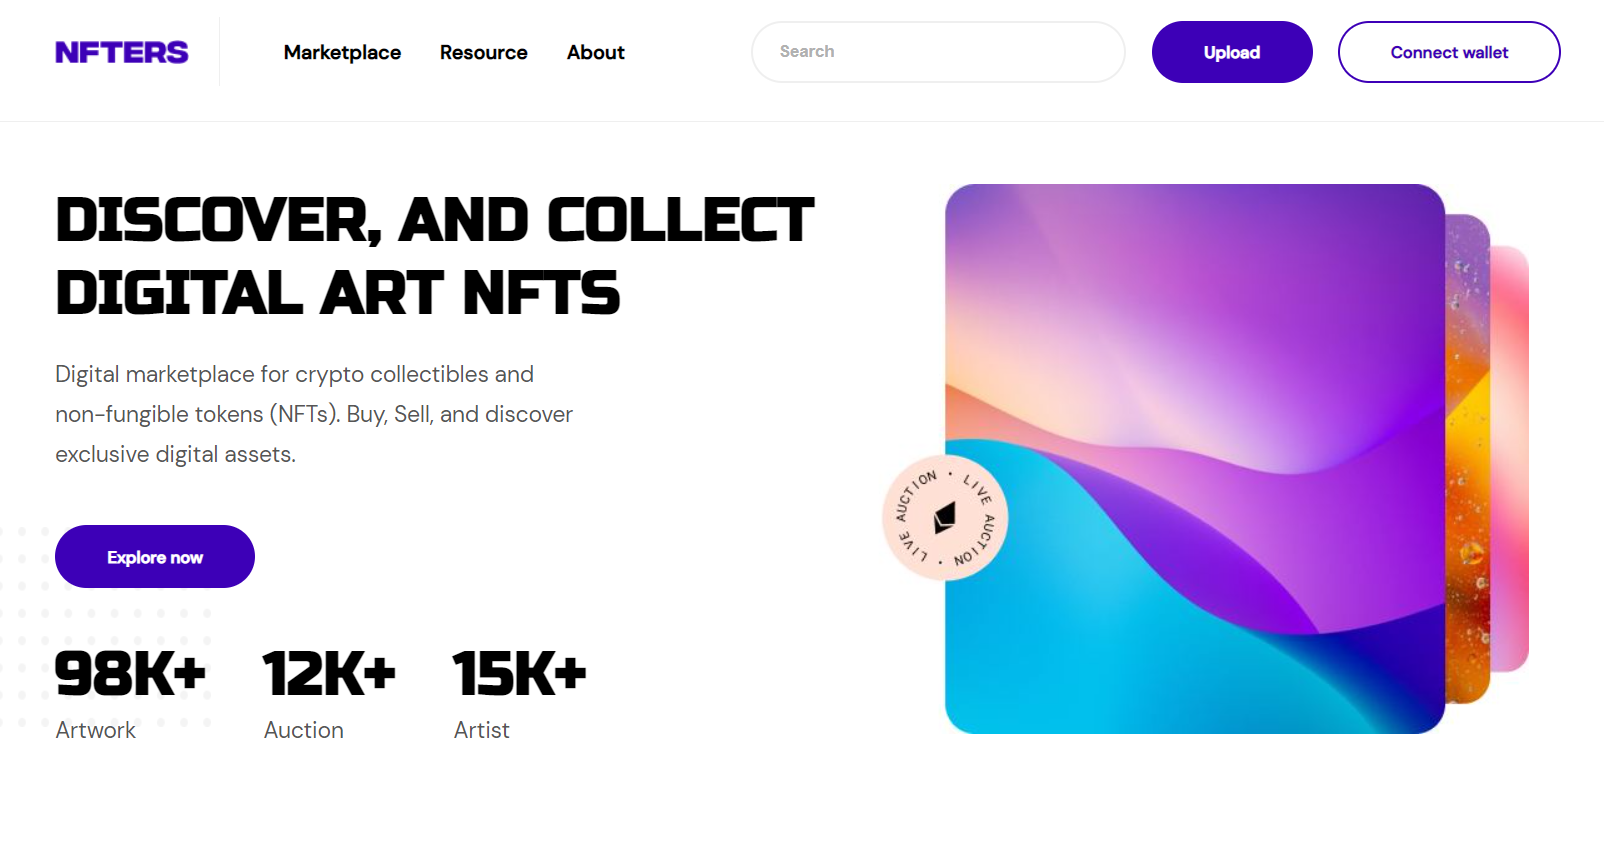 NFTERS
Marketplace Resource About
Search
Upload
Connect wallet
DISCOVER, AND COLLECT
DIGITAL ART NFTS
Digital marketplace for crypto collectibles and
non-fungible tokens (NFTs). Buy, Sell, and discover
exclusive digital assets.
Explore now
98K+ 12K+ 15K+
Artwork Auction Artist
LIVE AUCTION • LIVE AUCTION •